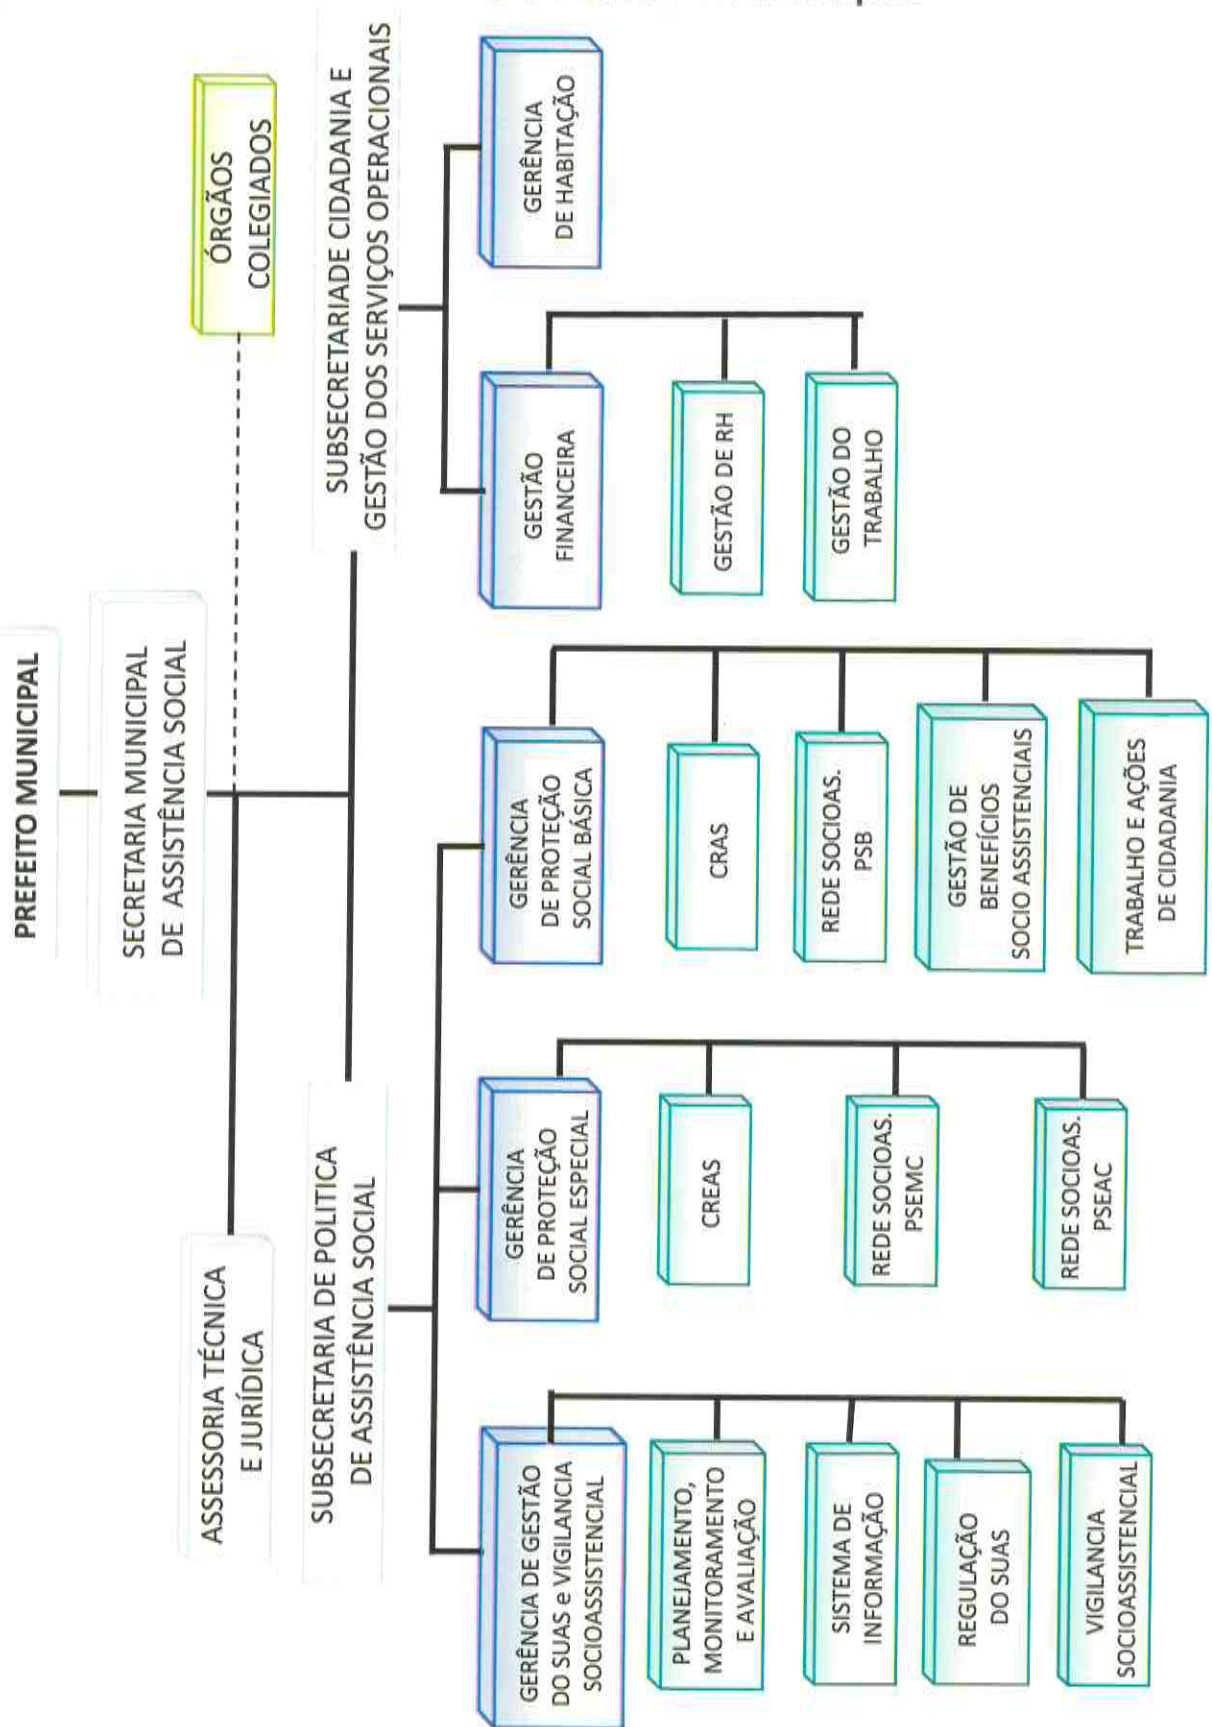 PREFEITO MUNICIPAL
SECRETARIA MUNICIPAL
DE ASSISTÊNCIA SOCIAL
ÓRGÃOS
COLEGIADOS
ASSESSORIA TÉCNICA
E JURÍDICA
SUBSECRETARIA DE POLITICA
DE ASSISTÊNCIA SOCIAL
SUBSECRETARIADE CIDADANIA E
GESTÃO DOS SERVIÇOS OPERACIONAIS
GERÊNCIA DE GESTÃO
DO SUAS e VIGILANCIA
SOCIOASSISTENCIAL
PLANEJAMENTO,
MONITORAMENTO
E AVALIAÇÃO
SISTEMA DE
INFORMAÇÃO
REGULAÇÃO
DO SUAS
VIGILANCIA
SOCIOASSISTENCIAL
GERÊNCIA
DE PROTEÇÃO
SOCIAL ESPECIAL
CREAS
REDE SOCIOAS.
PSEMC
REDE SOCIOAS.
PSEAC
GERÊNCIA
DE PROTEÇÃO
SOCIAL BÁSICA
CRAS
REDE SOCIOAS.
PSB
GESTÃO DE
BENEFÍCIOS
SOCIO ASSISTENCIAIS
TRABALHO E AÇÕES
DE CIDADANIA
GESTÃO
FINANCEIRA
GESTÃO DE RH
GESTÃO DO
TRABALHO
GERÊNCIA
DE HABITAÇÃO